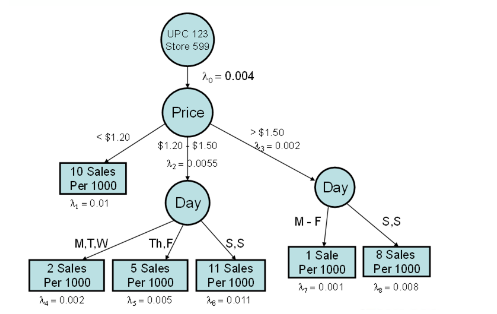 UPC 123
Store 599
λ₀ = 0.004
Price
< $1.20
$1.20 - $1.50
> $1.50
λ₂ = 0.0055
λ₃ = 0.002
10 Sales
Per 1000
λ₁ = 0.01
Day
Day
M,T,W
Th,F
S,S
M - F
S,S
2 Sales
Per 1000
5 Sales
Per 1000
11 Sales
Per 1000
1 Sale
Per 1000
8 Sales
Per 1000
λ₄ = 0.002
λ₅ = 0.005
λ₆ = 0.011
λ₇ = 0.001
λ₈ = 0.008